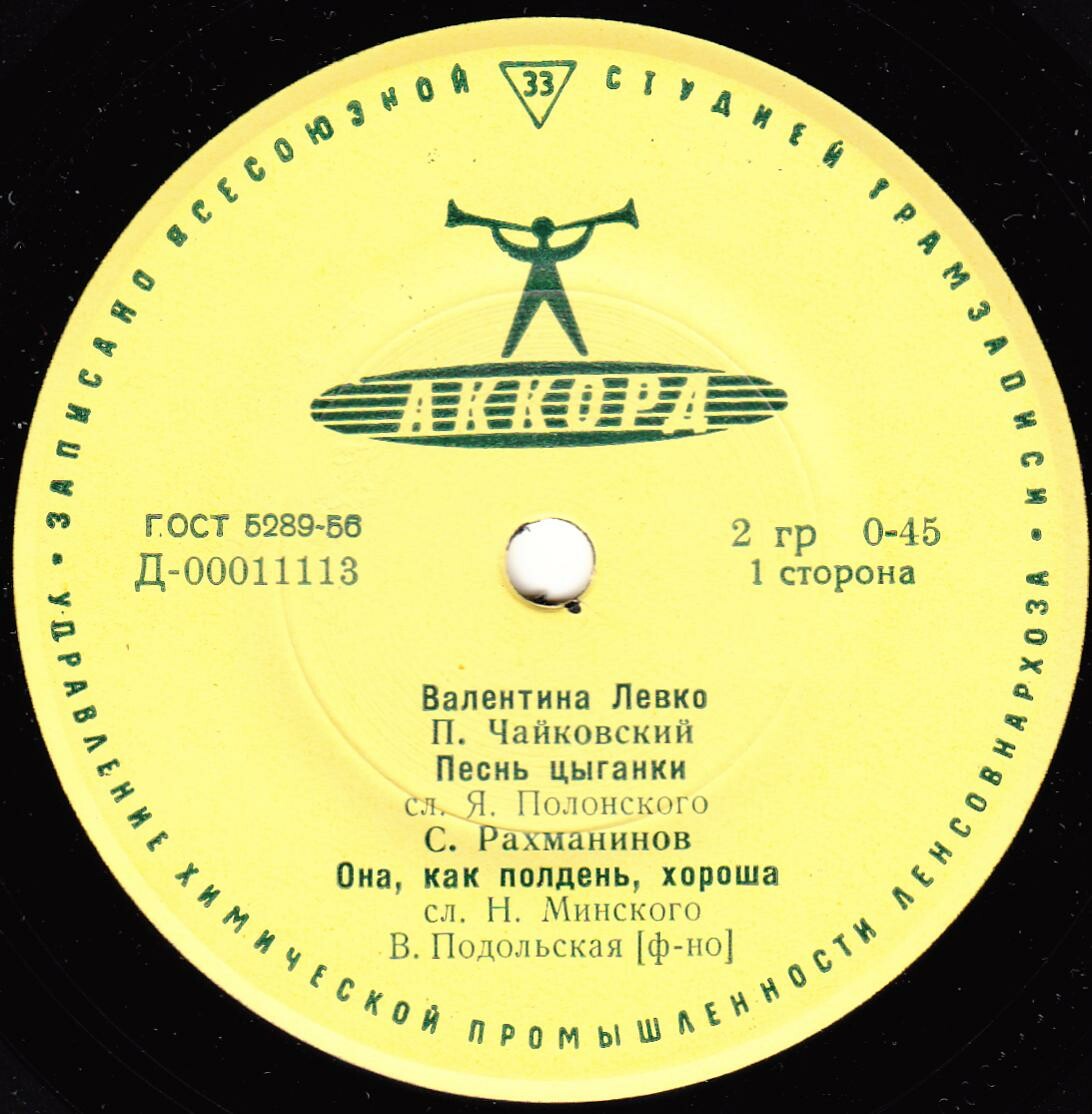 ЗАПИСАНО ВСЕСОЮЗНОЙ 33 СТУДИЕЙ ГРАМЗАПИСИ •
АККОРД
ГОСТ 5289-56
Д-00011113
2 гр 0-45
1 сторона
Валентина Левко
П. Чайковский
Песнь цыганки
сл. Я. Полонского
С. Рахманинов
Она, как полдень, хороша
сл. Н. Минского
В. Подольская [ф-но]
• УПРАВЛЕНИЕ ХИМИЧЕСКОЙ ПРОМЫШЛЕННОСТИ ЛЕНСОВНАРХОЗА